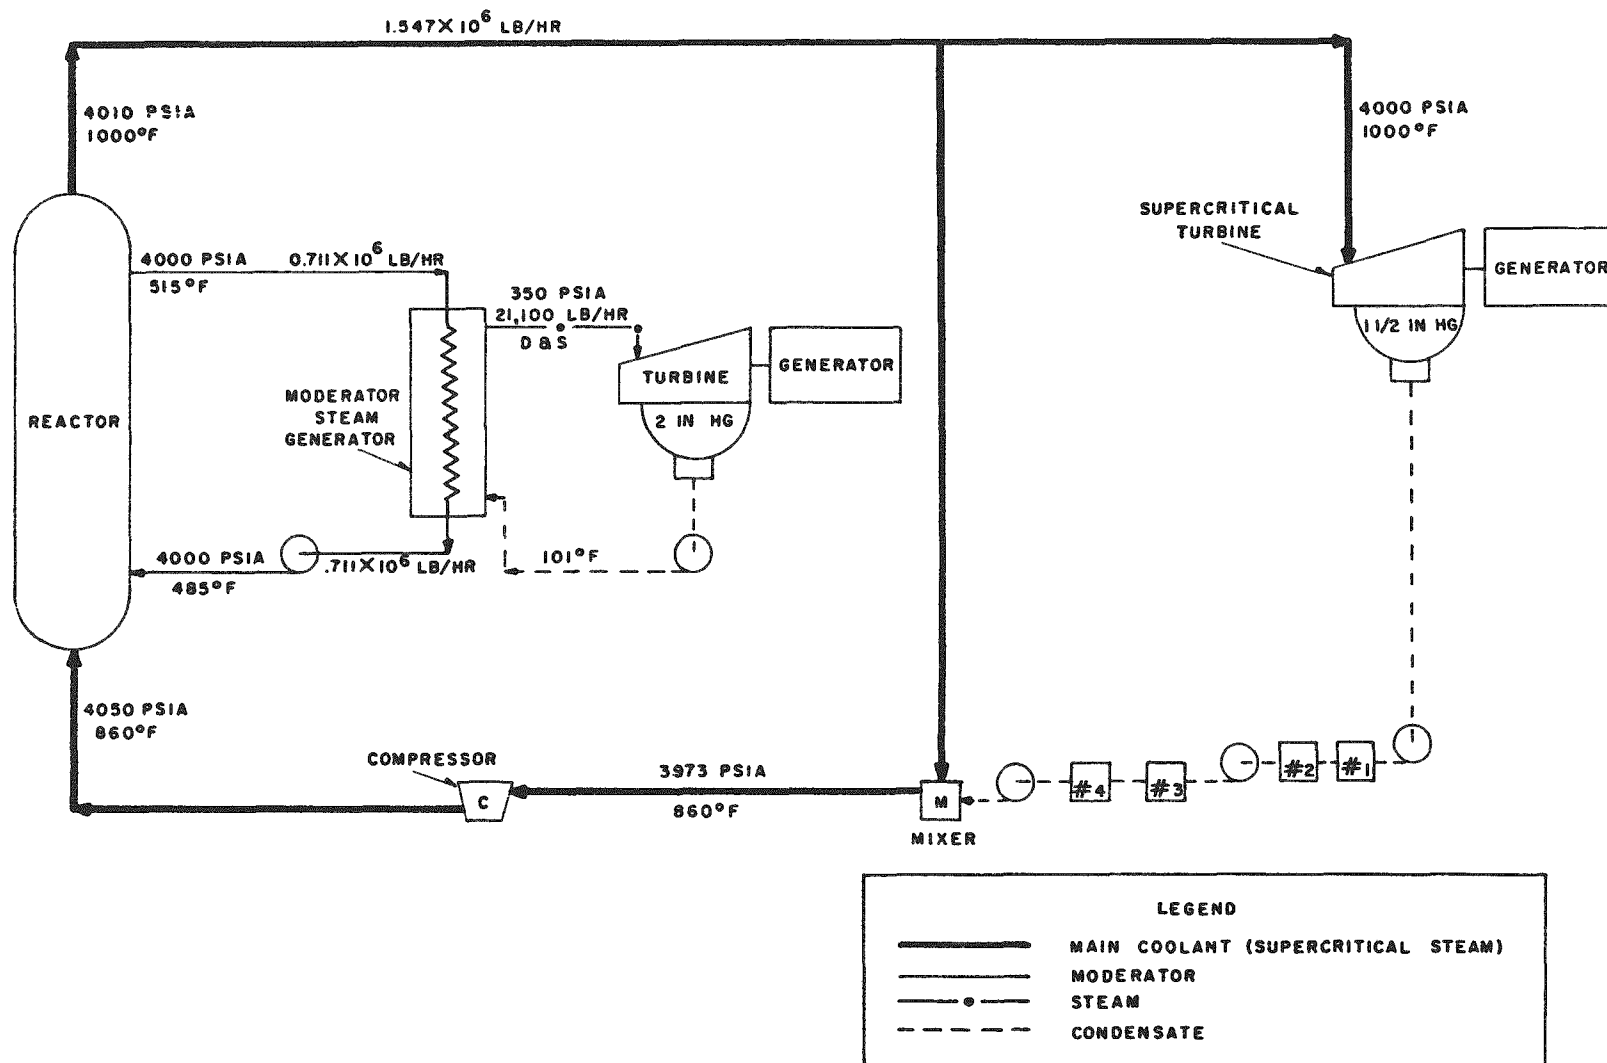 1.547×10⁶ LB/HR
4010 PSIA
1000°F
4000 PSIA
1000°F
SUPERCRITICAL
TURBINE
GENERATOR
1 1/2 IN HG
4000 PSIA
515°F
0.711×10⁶ LB/HR
350 PSIA
21,100 LB/HR
D & S
TURBINE
GENERATOR
2 IN HG
MODERATOR
STEAM
GENERATOR
REACTOR
4000 PSIA
485°F
.711×10⁶ LB/HR
101°F
4050 PSIA
860°F
COMPRESSOR
C
3973 PSIA
860°F
M
MIXER
#4
#3
#2
#1
LEGEND
MAIN COOLANT (SUPERCRITICAL STEAM)
MODERATOR
STEAM
CONDENSATE